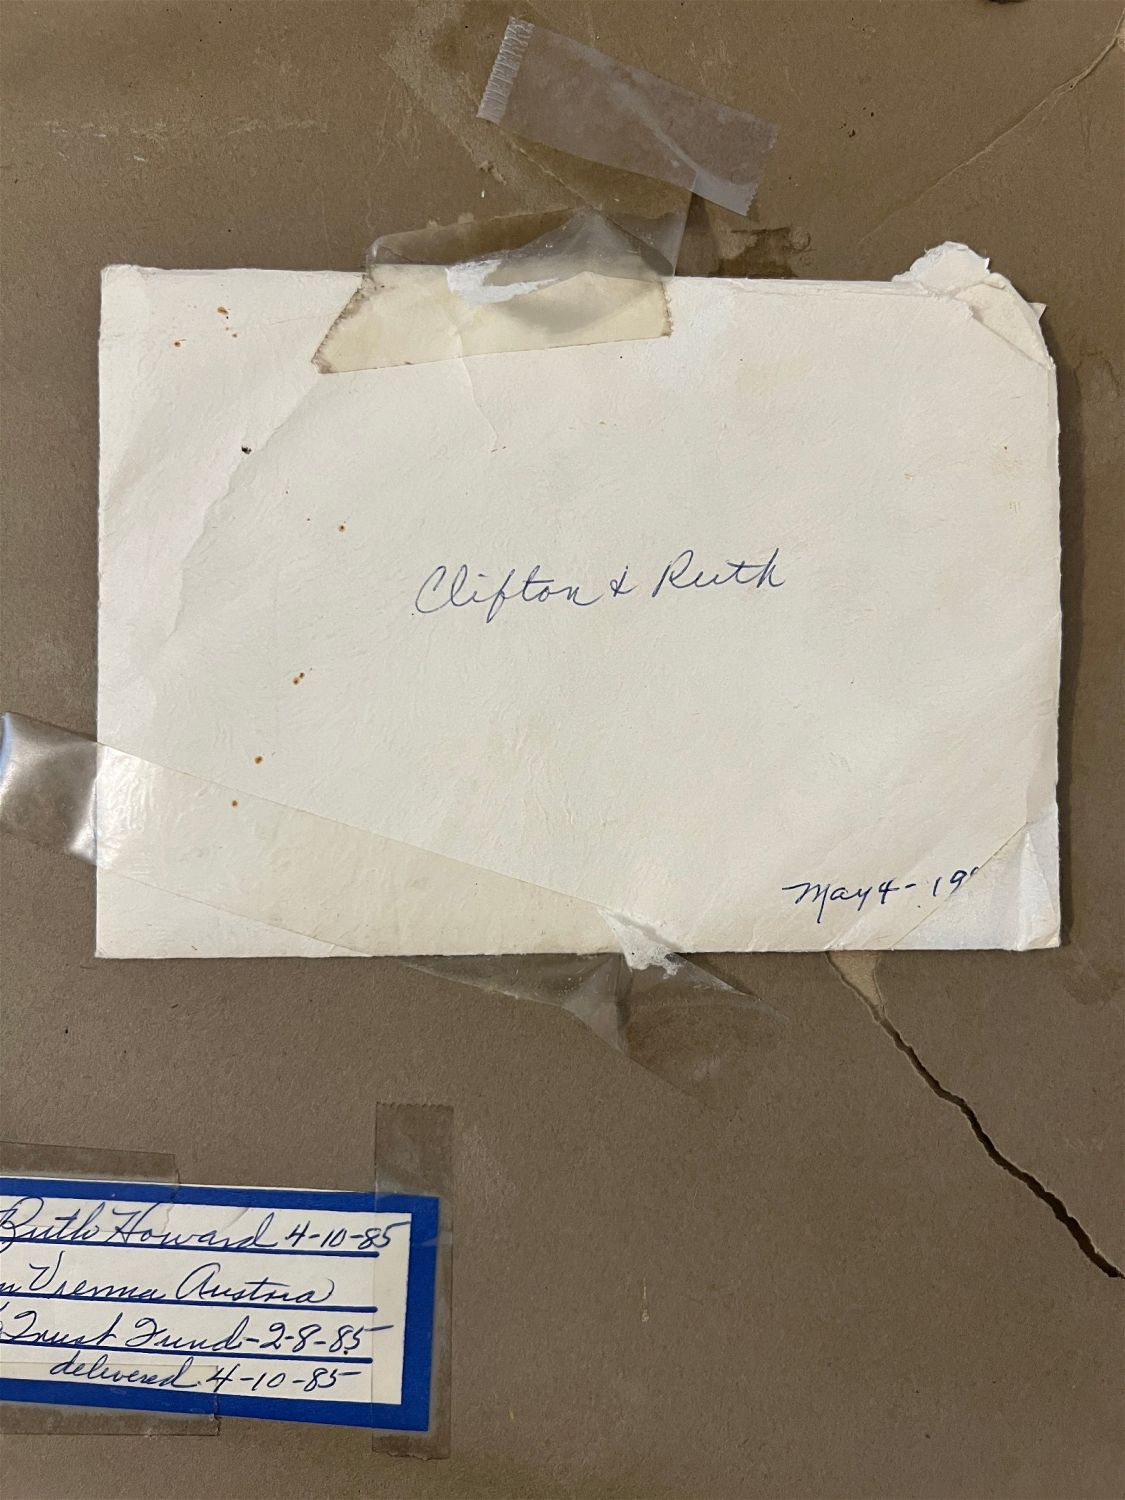 Clifton & Ruth
May 4- 19
Ruth Howard 4-10-85
Vienna Austria
Trust Fund-2-8-85
delivered 4-10-85